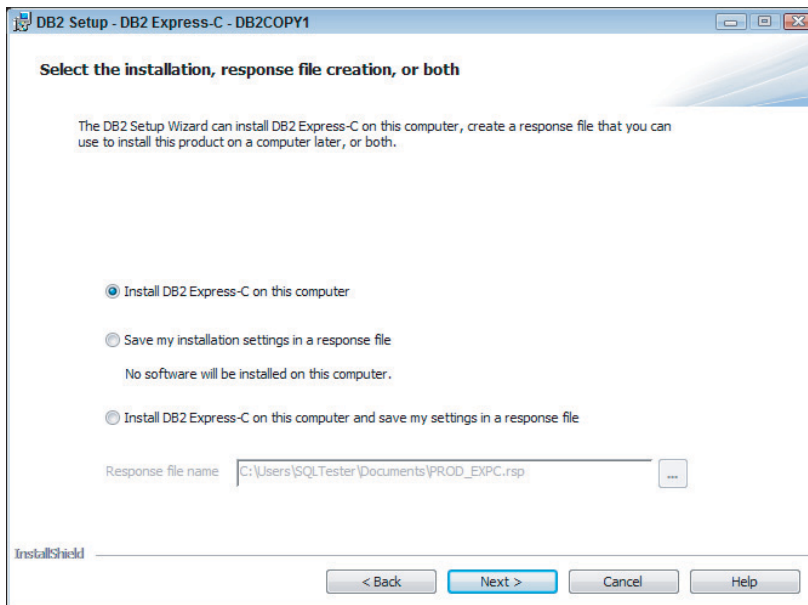 DB2 Setup - DB2 Express-C - DB2COPY1
Select the installation, response file creation, or both
The DB2 Setup Wizard can install DB2 Express-C on this computer, create a response file that you can
use to install this product on a computer later, or both.
Install DB2 Express-C on this computer
Save my installation settings in a response file
No software will be installed on this computer.
Install DB2 Express-C on this computer and save my settings in a response file
Response file name C:\Users\SQLTester\Documents\PROD_EXPC.rsp ...
InstallShield
< Back Next > Cancel Help